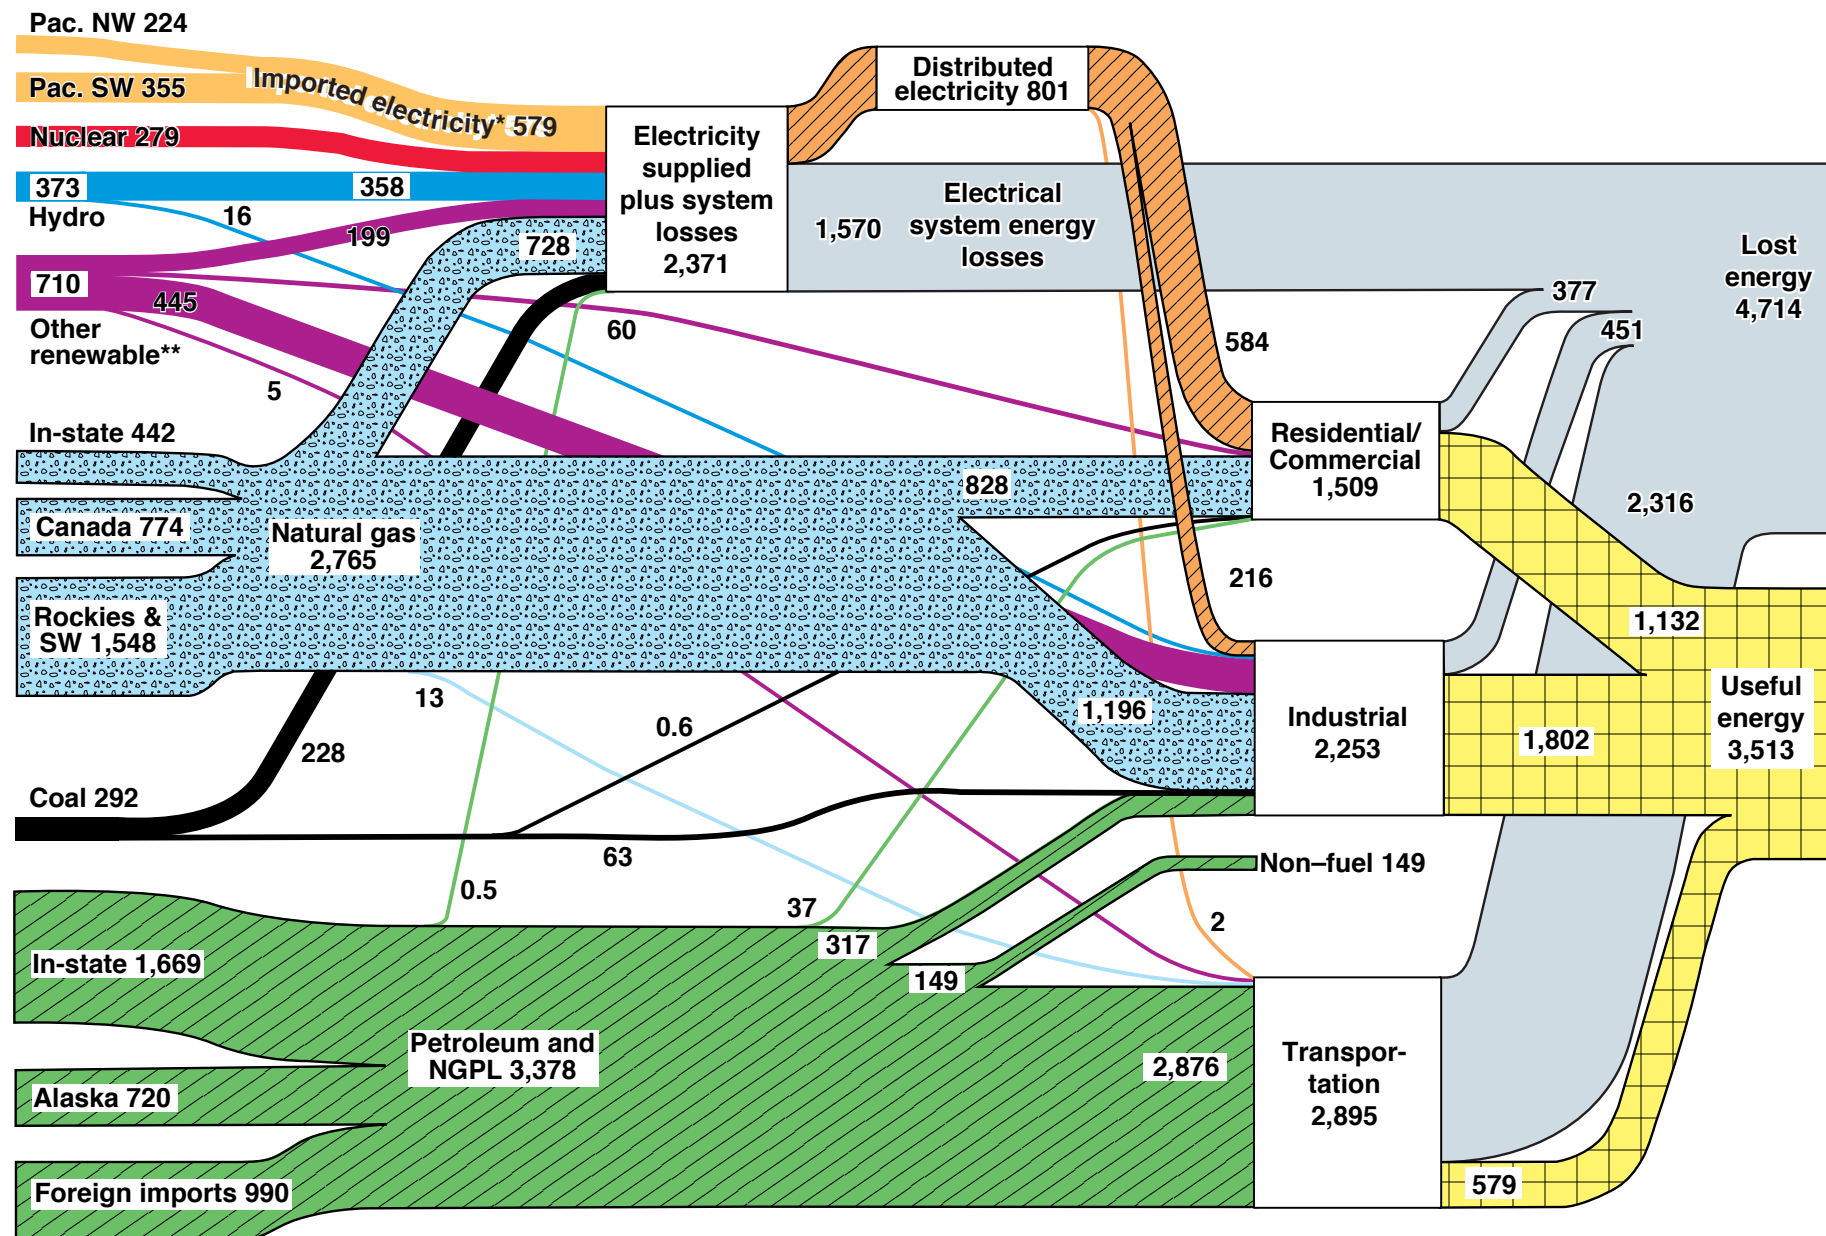 Pac. NW 224
Pac. SW 355
Imported electricity* 579
Nuclear 279
373
358
Hydro
16
199
710
445
Other
renewable**
5
60
728
In-state 442
Canada 774
Rockies &
SW 1,548
Natural gas
2,765
13
228
0.6
Coal 292
63
0.5
37
317
149
In-state 1,669
Alaska 720
Foreign imports 990
Petroleum and
NGPL 3,378
Electricity
supplied
plus system
losses
2,371
Distributed
electricity 801
1,570
Electrical
system energy
losses
584
828
216
1,196
2
2,876
Residential/
Commercial
1,509
Industrial
2,253
Non–fuel 149
Transpor-
tation
2,895
377
451
2,316
Lost
energy
4,714
1,132
1,802
579
Useful
energy
3,513